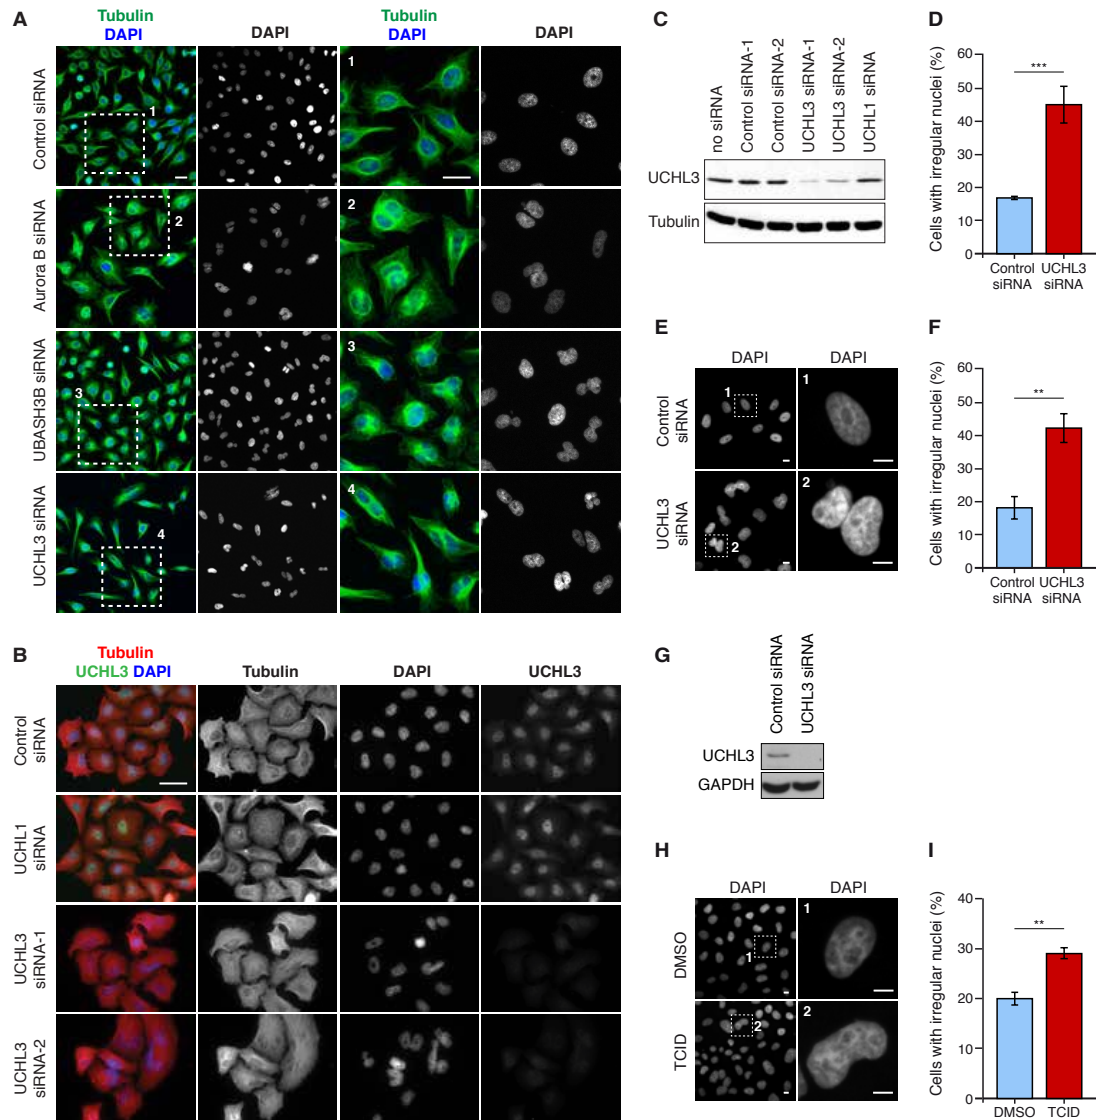 A
Tubulin
DAPI
DAPI
Tubulin
DAPI
DAPI
Control siRNA
1
1
Aurora B siRNA
2
2
UBASH3B siRNA
3
3
UCHL3 siRNA
4
4
B
Tubulin
UCHL3 DAPI
Tubulin
DAPI
UCHL3
Control
siRNA
UCHL1
siRNA
UCHL3
siRNA-1
UCHL3
siRNA-2
C
no siRNA
Control siRNA-1
Control siRNA-2
UCHL3 siRNA-1
UCHL3 siRNA-2
UCHL1 siRNA
UCHL3
Tubulin
D
Cells with irregular nuclei (%)
60
50
40
30
20
10
0
***
Control
siRNA
UCHL3
siRNA
E
DAPI
DAPI
Control
siRNA
1
1
UCHL3
siRNA
2
2
F
Cells with irregular nuclei (%)
60
50
40
30
20
10
0
**
Control
siRNA
UCHL3
siRNA
G
Control siRNA
UCHL3 siRNA
UCHL3
GAPDH
H
DAPI
DAPI
DMSO
1
1
TCID
2
2
I
Cells with irregular nuclei (%)
40
30
20
10
0
**
DMSO
TCID